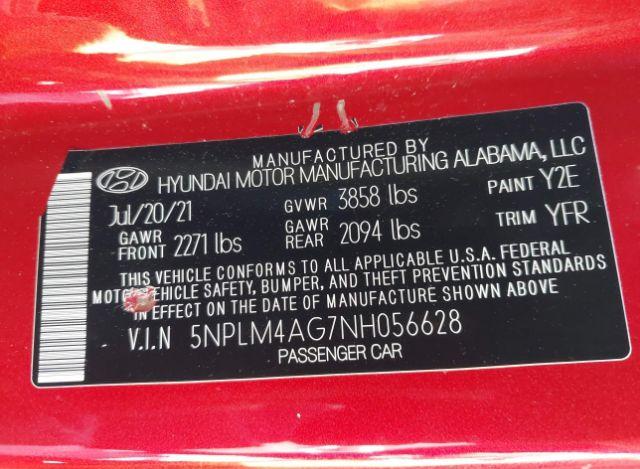 MANUFACTURED BY
HYUNDAI MOTOR MANUFACTURING ALABAMA, LLC
Jul/20/21 GVWR 3858 lbs PAINT Y2E
GAWR FRONT 2271 lbs GAWR REAR 2094 lbs TRIM YFR
THIS VEHICLE CONFORMS TO ALL APPLICABLE U.S.A. FEDERAL
MOTOR VEHICLE SAFETY, BUMPER, AND THEFT PREVENTION STANDARDS
IN EFFECT ON THE DATE OF MANUFACTURE SHOWN ABOVE
V.I.N 5NPLM4AG7NH056628
PASSENGER CAR